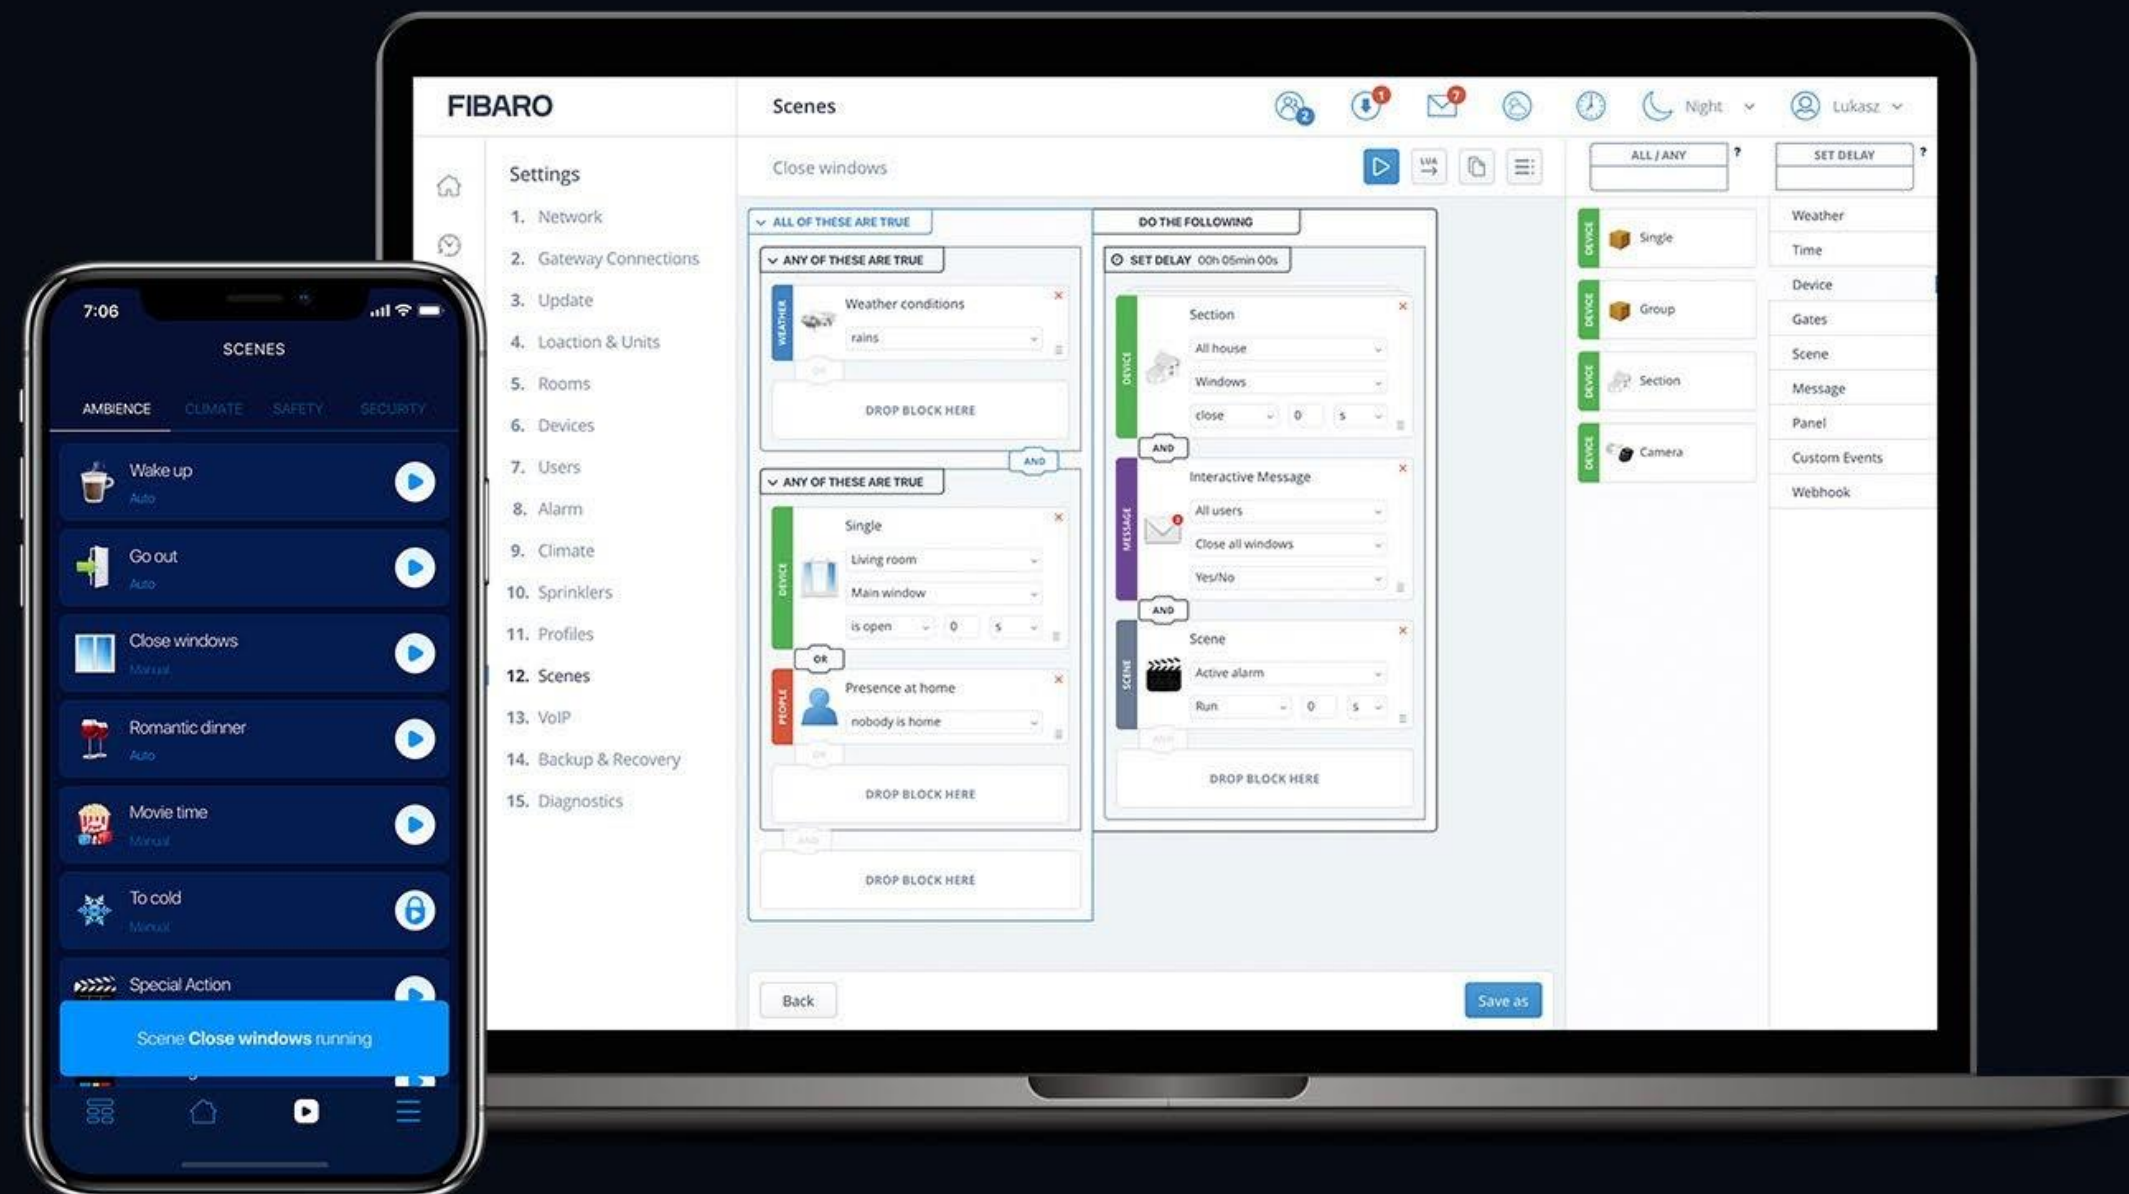 7:06
SCENES
AMBIENCE CLIMATE SAFETY SECURITY
Wake up
Auto
Go out
Auto
Close windows
Manual
Romantic dinner
Auto
Movie time
Manual
To cold
Manual
Special Action
Scene Close windows running
FIBARO
Scenes
2
1
7
Night
Lukasz
Settings
1. Network
2. Gateway Connections
3. Update
4. Loaction & Units
5. Rooms
6. Devices
7. Users
8. Alarm
9. Climate
10. Sprinklers
11. Profiles
12. Scenes
13. VoIP
14. Backup & Recovery
15. Diagnostics
Close windows
LUA
ALL OF THESE ARE TRUE
ANY OF THESE ARE TRUE
WEATHER
Weather conditions
rains
OR
DROP BLOCK HERE
AND
ANY OF THESE ARE TRUE
DEVICE
Single
Living room
Main window
is open 0 s
OR
PEOPLE
Presence at home
nobody is home
OR
DROP BLOCK HERE
AND
DROP BLOCK HERE
DO THE FOLLOWING
SET DELAY 00h 05min 00s
DEVICE
Section
All house
Windows
close 0 s
AND
MESSAGE
Interactive Message
All users
Close all windows
Yes/No
AND
SCENE
Scene
Active alarm
Run 0 s
AND
DROP BLOCK HERE
Back
Save as
ALL / ANY ?
DEVICE
Single
DEVICE
Group
DEVICE
Section
DEVICE
Camera
SET DELAY ?
Weather
Time
Device
Gates
Scene
Message
Panel
Custom Events
Webhook